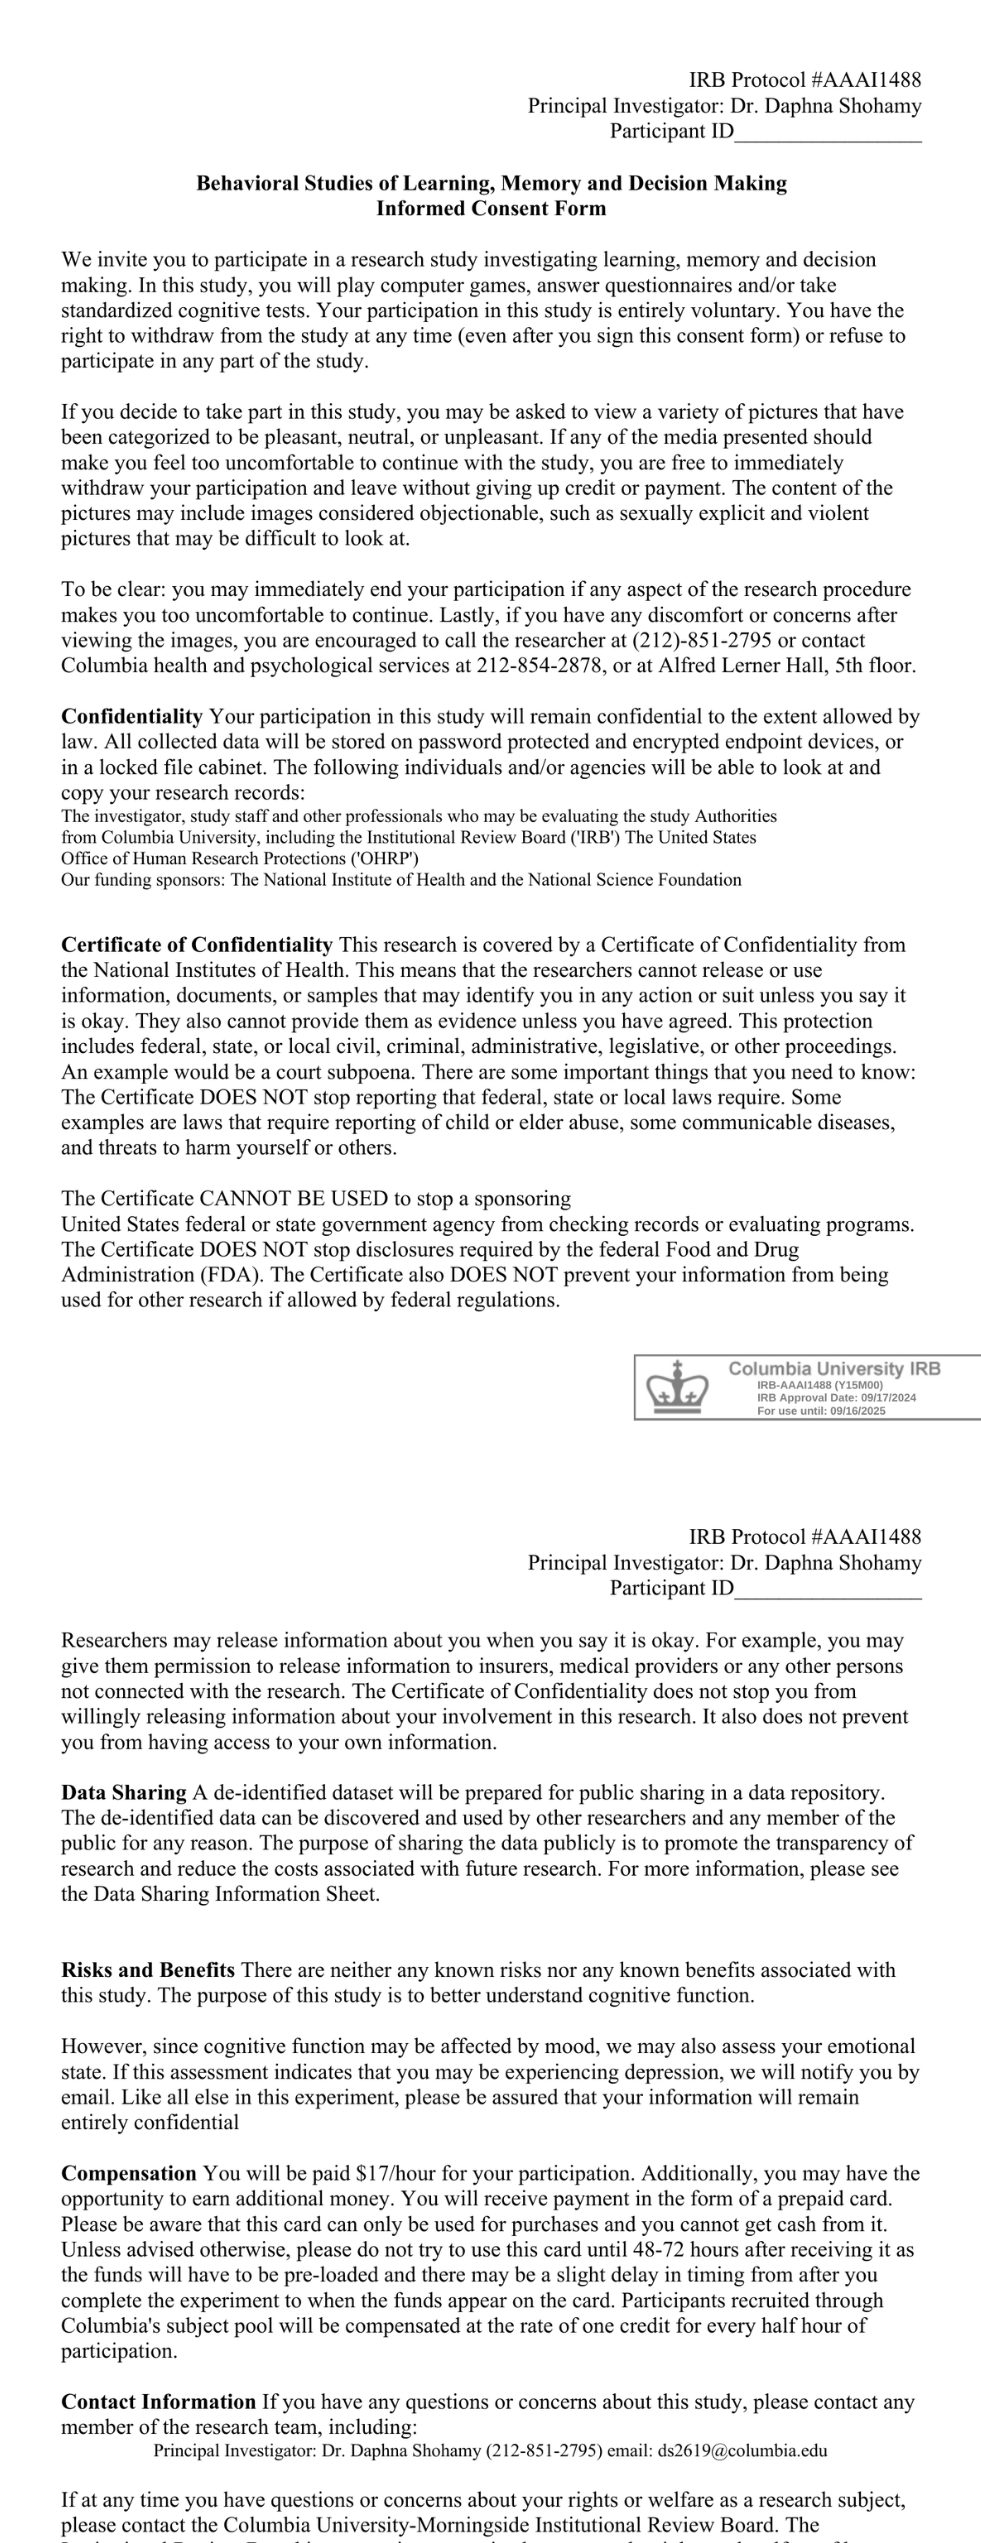 IRB Protocol #AAAI1488
Principal Investigator: Dr. Daphna Shohamy
Participant ID_________________
Behavioral Studies of Learning, Memory and Decision Making
Informed Consent Form
We invite you to participate in a research study investigating learning, memory and decision
making. In this study, you will play computer games, answer questionnaires and/or take
standardized cognitive tests. Your participation in this study is entirely voluntary. You have the
right to withdraw from the study at any time (even after you sign this consent form) or refuse to
participate in any part of the study.
If you decide to take part in this study, you may be asked to view a variety of pictures that have
been categorized to be pleasant, neutral, or unpleasant. If any of the media presented should
make you feel too uncomfortable to continue with the study, you are free to immediately
withdraw your participation and leave without giving up credit or payment. The content of the
pictures may include images considered objectionable, such as sexually explicit and violent
pictures that may be difficult to look at.
To be clear: you may immediately end your participation if any aspect of the research procedure
makes you too uncomfortable to continue. Lastly, if you have any discomfort or concerns after
viewing the images, you are encouraged to call the researcher at (212)-851-2795 or contact
Columbia health and psychological services at 212-854-2878, or at Alfred Lerner Hall, 5th floor.
Confidentiality Your participation in this study will remain confidential to the extent allowed by
law. All collected data will be stored on password protected and encrypted endpoint devices, or
in a locked file cabinet. The following individuals and/or agencies will be able to look at and
copy your research records:
The investigator, study staff and other professionals who may be evaluating the study Authorities
from Columbia University, including the Institutional Review Board ('IRB') The United States
Office of Human Research Protections ('OHRP')
Our funding sponsors: The National Institute of Health and the National Science Foundation
Certificate of Confidentiality This research is covered by a Certificate of Confidentiality from
the National Institutes of Health. This means that the researchers cannot release or use
information, documents, or samples that may identify you in any action or suit unless you say it
is okay. They also cannot provide them as evidence unless you have agreed. This protection
includes federal, state, or local civil, criminal, administrative, legislative, or other proceedings.
An example would be a court subpoena. There are some important things that you need to know:
The Certificate DOES NOT stop reporting that federal, state or local laws require. Some
examples are laws that require reporting of child or elder abuse, some communicable diseases,
and threats to harm yourself or others.
The Certificate CANNOT BE USED to stop a sponsoring
United States federal or state government agency from checking records or evaluating programs.
The Certificate DOES NOT stop disclosures required by the federal Food and Drug
Administration (FDA). The Certificate also DOES NOT prevent your information from being
used for other research if allowed by federal regulations.
Columbia University IRB
IRB-AAAI1488 (Y15M00)
IRB Approval Date: 09/17/2024
For use until: 09/16/2025
IRB Protocol #AAAI1488
Principal Investigator: Dr. Daphna Shohamy
Participant ID_________________
Researchers may release information about you when you say it is okay. For example, you may
give them permission to release information to insurers, medical providers or any other persons
not connected with the research. The Certificate of Confidentiality does not stop you from
willingly releasing information about your involvement in this research. It also does not prevent
you from having access to your own information.
Data Sharing A de-identified dataset will be prepared for public sharing in a data repository.
The de-identified data can be discovered and used by other researchers and any member of the
public for any reason. The purpose of sharing the data publicly is to promote the transparency of
research and reduce the costs associated with future research. For more information, please see
the Data Sharing Information Sheet.
Risks and Benefits There are neither any known risks nor any known benefits associated with
this study. The purpose of this study is to better understand cognitive function.
However, since cognitive function may be affected by mood, we may also assess your emotional
state. If this assessment indicates that you may be experiencing depression, we will notify you by
email. Like all else in this experiment, please be assured that your information will remain
entirely confidential
Compensation You will be paid $17/hour for your participation. Additionally, you may have the
opportunity to earn additional money. You will receive payment in the form of a prepaid card.
Please be aware that this card can only be used for purchases and you cannot get cash from it.
Unless advised otherwise, please do not try to use this card until 48-72 hours after receiving it as
the funds will have to be pre-loaded and there may be a slight delay in timing from after you
complete the experiment to when the funds appear on the card. Participants recruited through
Columbia's subject pool will be compensated at the rate of one credit for every half hour of
participation.
Contact Information If you have any questions or concerns about this study, please contact any
member of the research team, including:
Principal Investigator: Dr. Daphna Shohamy (212-851-2795) email: ds2619@columbia.edu
If at any time you have questions or concerns about your rights or welfare as a research subject,
please contact the Columbia University-Morningside Institutional Review Board. The